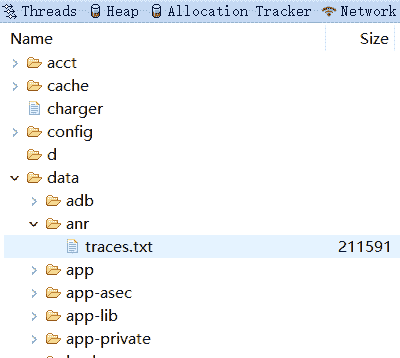 Threads Heap Allocation Tracker Network
Name Size
acct
cache
charger
config
d
data
adb
anr
traces.txt 211591
app
app-asec
app-lib
app-private